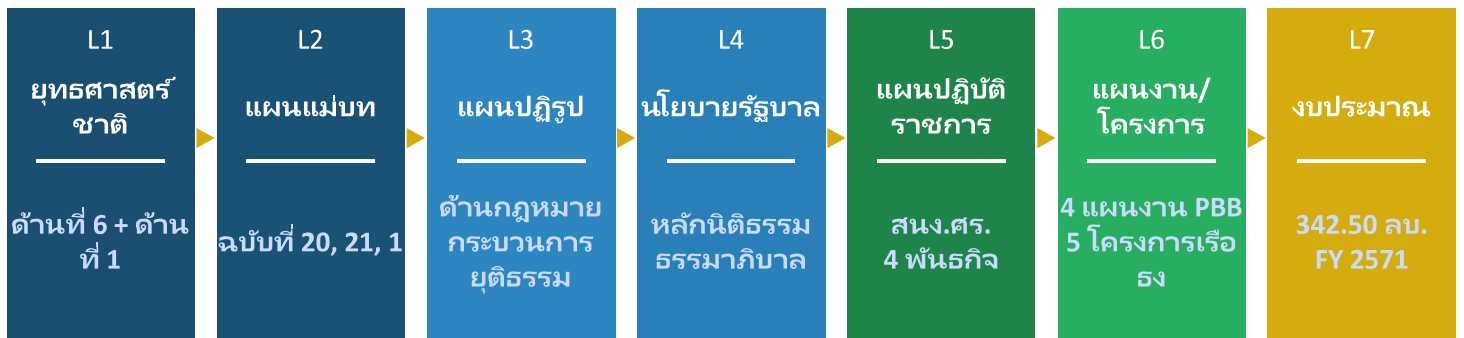 L1
ยุทธศาสตร์
ชาติ
ด้านที่ 6 + ด้าน
ที่ 1
L2
แผนแม่บท
ฉบับที่ 20, 21, 1
L3
แผนปฏิรูป
ด้านกฎหมาย
กระบวนการ
ยุติธรรม
L4
นโยบายรัฐบาล
หลักนิติธรรม
ธรรมาภิบาล
L5
แผนปฏิบัติ
ราชการ
สนง.ศร.
4 พันธกิจ
L6
แผนงาน/
โครงการ
4 แผนงาน PBB
5 โครงการเรือ
ธง
L7
งบประมาณ
342.50 ลบ.
FY 2571